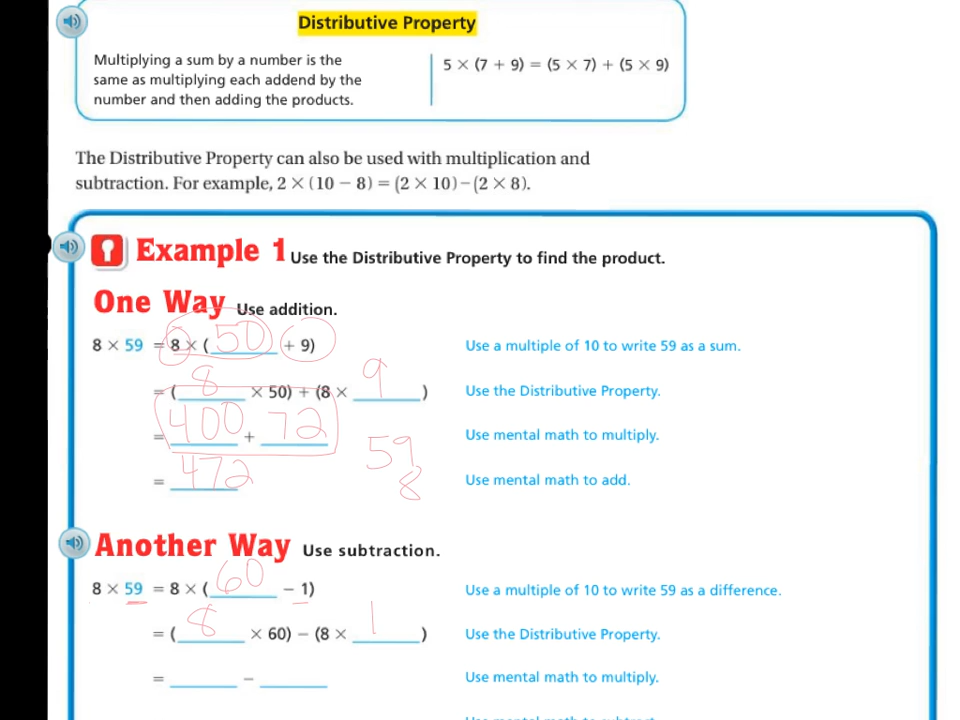 Distributive Property
Multiplying a sum by a number is the
same as multiplying each addend by the
number and then adding the products.
5 × (7 + 9) = (5 × 7) + (5 × 9)
The Distributive Property can also be used with multiplication and
subtraction. For example, 2 × (10 − 8) = (2 × 10) − (2 × 8).
Example 1 Use the Distributive Property to find the product.
One Way Use addition.
8 × 59 = 8 × ( 50 + 9) Use a multiple of 10 to write 59 as a sum.
= ( 8 × 50) + (8 × 9 ) Use the Distributive Property.
= 400 + 72 Use mental math to multiply.
59
8
= 472 Use mental math to add.
Another Way Use subtraction.
8 × 59 = 8 × ( 60 − 1) Use a multiple of 10 to write 59 as a difference.
= ( 8 × 60) − (8 × 1 ) Use the Distributive Property.
= ____ − ____ Use mental math to multiply.